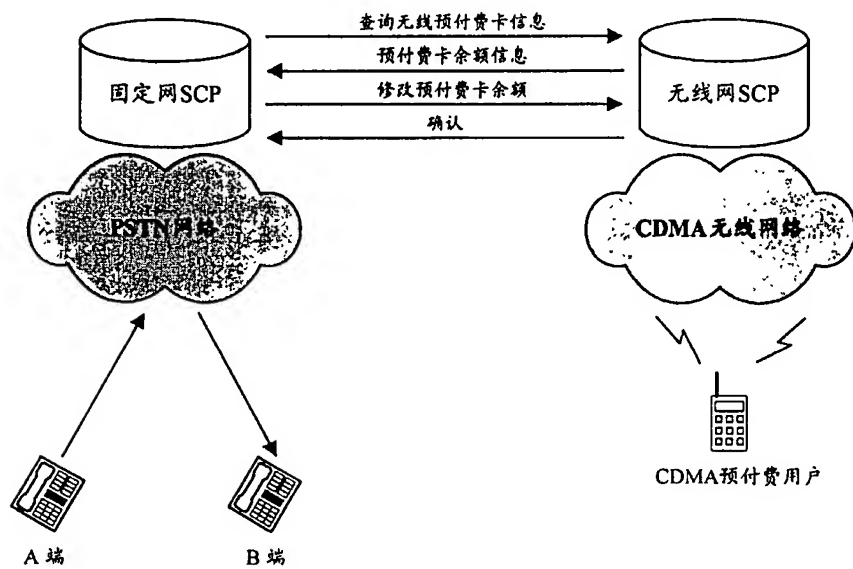 查询无线预付费卡信息
预付费卡余额信息
固定网SCP
无线网SCP
修改预付费卡余额
确认
PSTN网络
CDMA无线网络
CDMA预付费用户
A 端
B 端